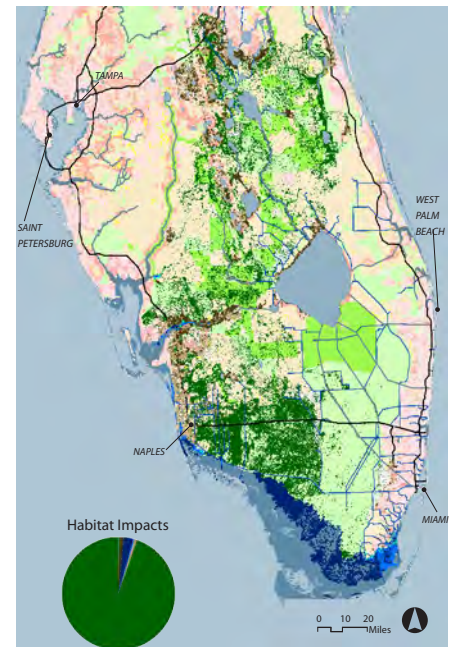 TAMPA
SAINT
PETERSBURG
WEST
PALM
BEACH
NAPLES
MIAMI
Habitat Impacts
0 10 20
Miles